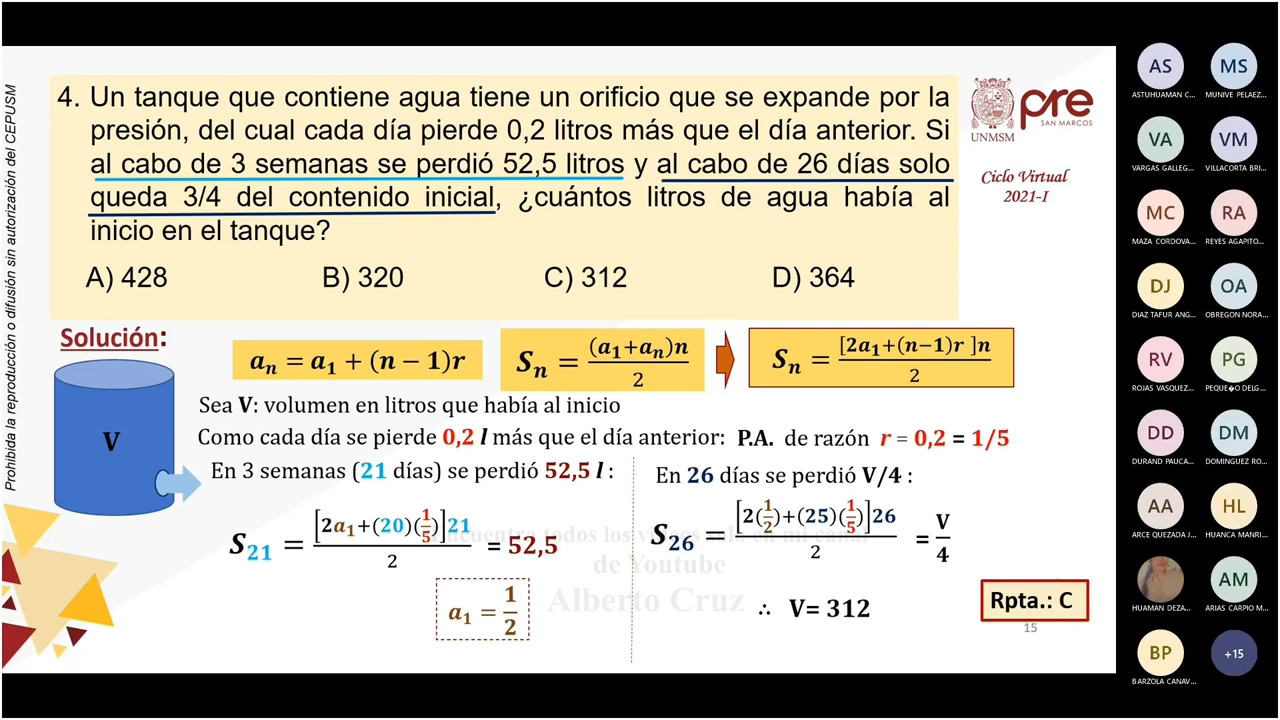 Prohibida la reproducción o difusión sin autorización del CEPUSM
4. Un tanque que contiene agua tiene un orificio que se expande por la
presión, del cual cada día pierde 0,2 litros más que el día anterior. Si
al cabo de 3 semanas se perdió 52,5 litros y al cabo de 26 días solo
queda 3/4 del contenido inicial, ¿cuántos litros de agua había al
inicio en el tanque?
A) 428 B) 320 C) 312 D) 364
UNMSM
pre
SAN MARCOS
Ciclo Virtual
2021-I
Solución:
aₙ = a₁ + (n − 1)r
Sₙ = (a₁+aₙ)n / 2
Sₙ = [2a₁+(n−1)r ]n / 2
V
Sea V: volumen en litros que había al inicio
Como cada día se pierde 0,2 l más que el día anterior: P.A. de razón r = 0,2 = 1/5
En 3 semanas (21 días) se perdió 52,5 l :
S₂₁ = [2a₁+(20)(1/5)]21 / 2 = 52,5
a₁ = 1/2
En 26 días se perdió V/4 :
S₂₆ = [2(1/2)+(25)(1/5)]26 / 2 = V/4
∴ V= 312
Rpta.: C
15
todos los
de Youtube
Alberto Cruz
AS
ASTUHUAMAN C...
MS
MUNIVE PELAEZ...
VA
VARGAS GALLEG...
VM
VILLACORTA BRI...
MC
MAZA CORDOVA...
RA
REYES AGAPITO...
DJ
DIAZ TAFUR ANG...
OA
OBREGON NORA...
RV
ROJAS VASQUEZ...
PG
PEQUE�O DELG...
DD
DURAND PAUCA...
DM
DOMINGUEZ RO...
AA
ARCE QUEZADA J...
HL
HUANCA MANRI...
HUAMAN DEZA...
AM
ARIAS CARPIO M...
BP
BARZOLA CANAV...
+15